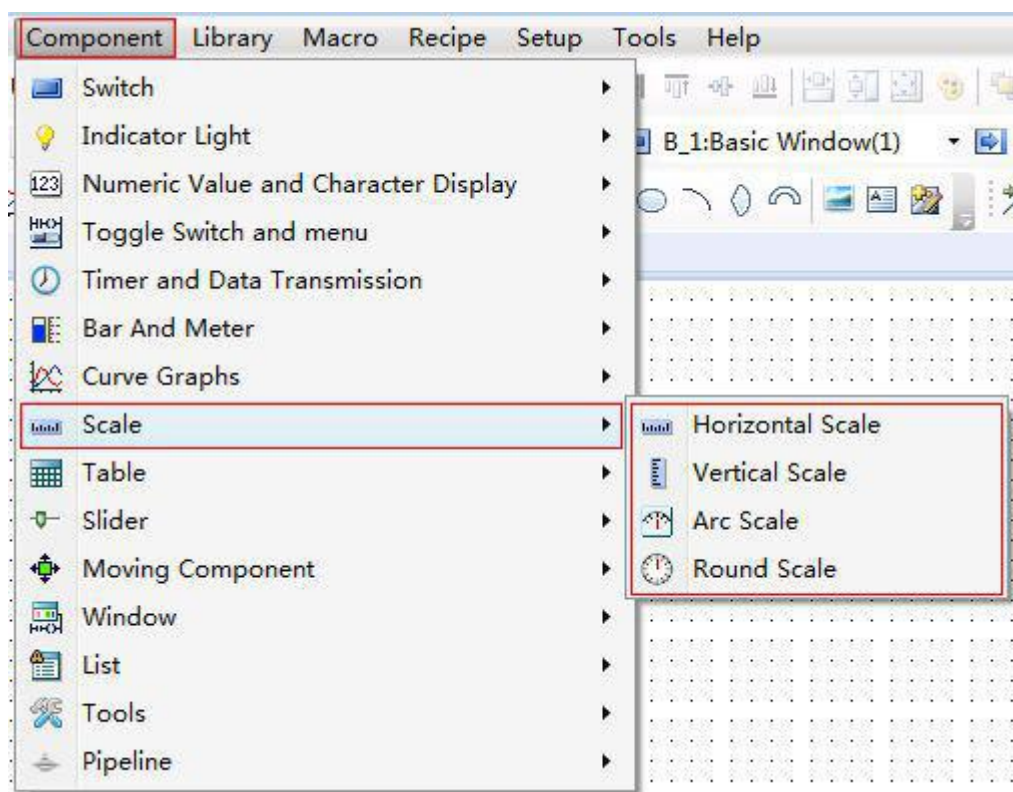 Component Library Macro Recipe Setup Tools Help
Switch
Indicator Light
B_1:Basic Window(1)
123 Numeric Value and Character Display
Toggle Switch and menu
Timer and Data Transmission
Bar And Meter
Curve Graphs
Scale
Horizontal Scale
Table
Vertical Scale
Slider
Arc Scale
Moving Component
Round Scale
Window
List
Tools
Pipeline